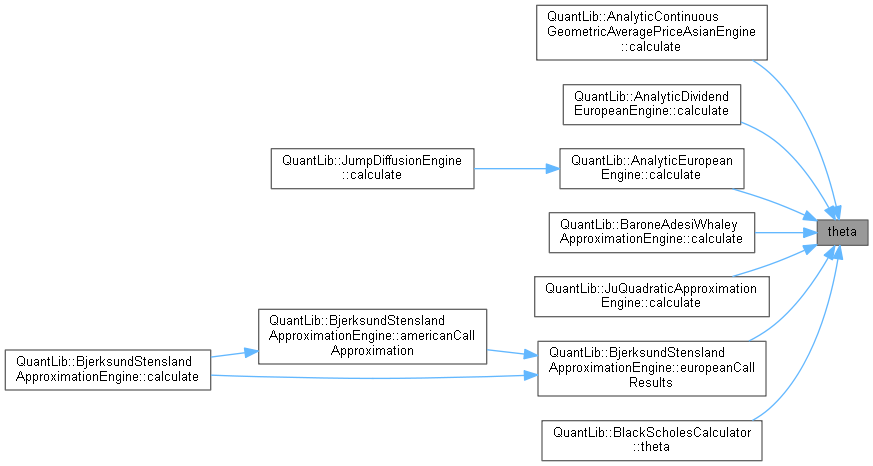 QuantLib::AnalyticContinuous
GeometricAveragePriceAsianEngine
::calculate
QuantLib::AnalyticDividend
EuropeanEngine::calculate
QuantLib::JumpDiffusionEngine
::calculate
QuantLib::AnalyticEuropean
Engine::calculate
QuantLib::BaroneAdesiWhaley
ApproximationEngine::calculate
theta
QuantLib::JuQuadraticApproximation
Engine::calculate
QuantLib::BjerksundStensland
ApproximationEngine::americanCall
Approximation
QuantLib::BjerksundStensland
ApproximationEngine::calculate
QuantLib::BjerksundStensland
ApproximationEngine::europeanCall
Results
QuantLib::BlackScholesCalculator
::theta